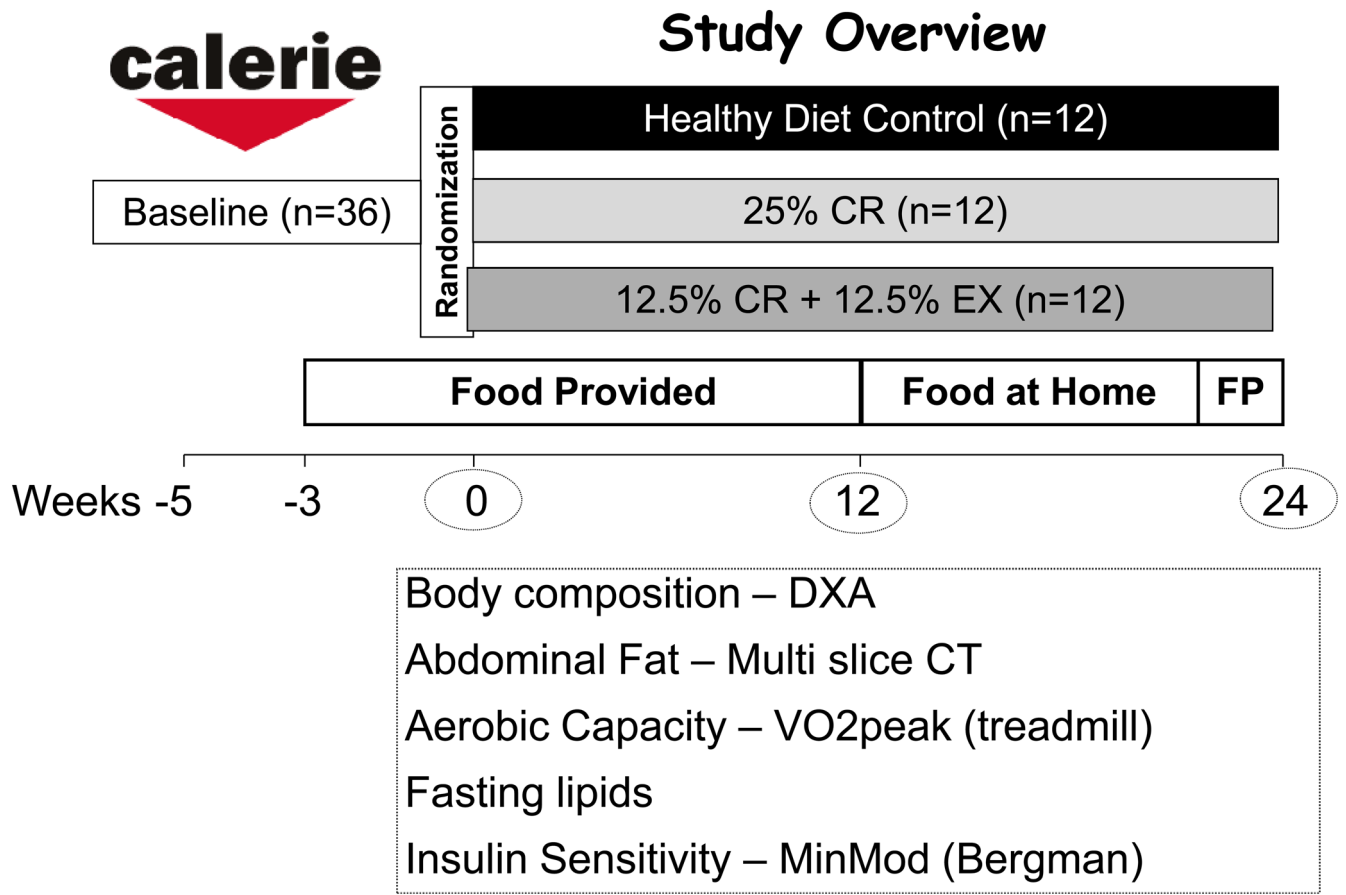 Study Overview
calerie
Randomization
Healthy Diet Control (n=12)
Baseline (n=36)
25% CR (n=12)
12.5% CR + 12.5% EX (n=12)
Food Provided
Food at Home
FP
Weeks -5 -3 0 12 24
Body composition – DXA
Abdominal Fat – Multi slice CT
Aerobic Capacity – VO2peak (treadmill)
Fasting lipids
Insulin Sensitivity – MinMod (Bergman)